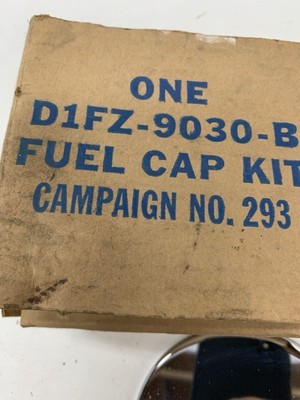 ONE
D1FZ-9030-B
FUEL CAP KIT
CAMPAIGN NO. 293